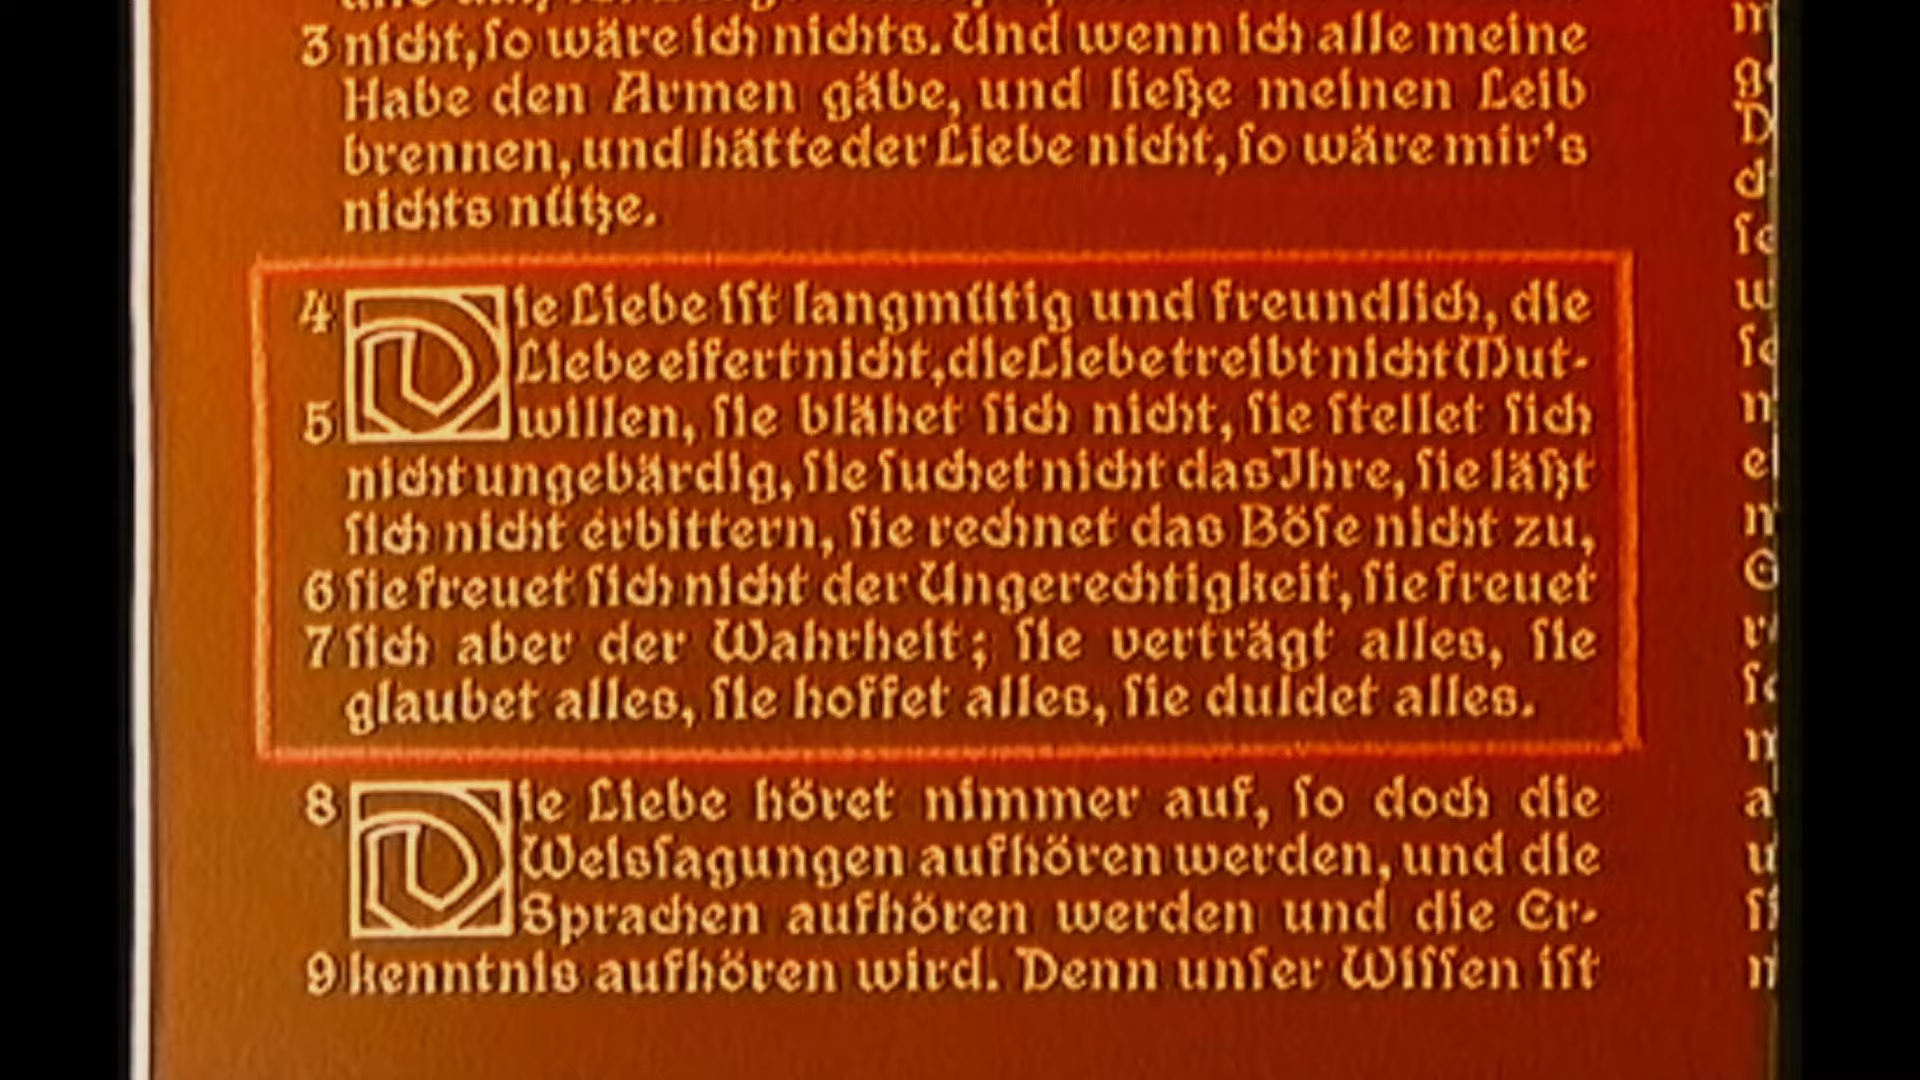 3 nicht, so wäre ich nichts. Und wenn ich alle meine
Habe den Armen gäbe, und ließe meinen Leib
brennen, und hätte der Liebe nicht, so wäre mir's
nichts nütze.
4 Die Liebe ist langmütig und freundlich, die
Liebe eifert nicht, die Liebe treibt nicht Mut-
5 willen, sie blähet sich nicht, sie stellet sich
nicht ungebärdig, sie suchet nicht das Ihre, sie läßt
sich nicht erbittern, sie rechnet das Böse nicht zu,
6 sie freuet sich nicht der Ungerechtigkeit, sie freuet
7 sich aber der Wahrheit; sie verträgt alles, sie
glaubet alles, sie hoffet alles, sie duldet alles.
8 Die Liebe höret nimmer auf, so doch die
Weissagungen aufhören werden, und die
Sprachen aufhören werden und die Er-
9 kenntnis aufhören wird. Denn unser Wissen ist